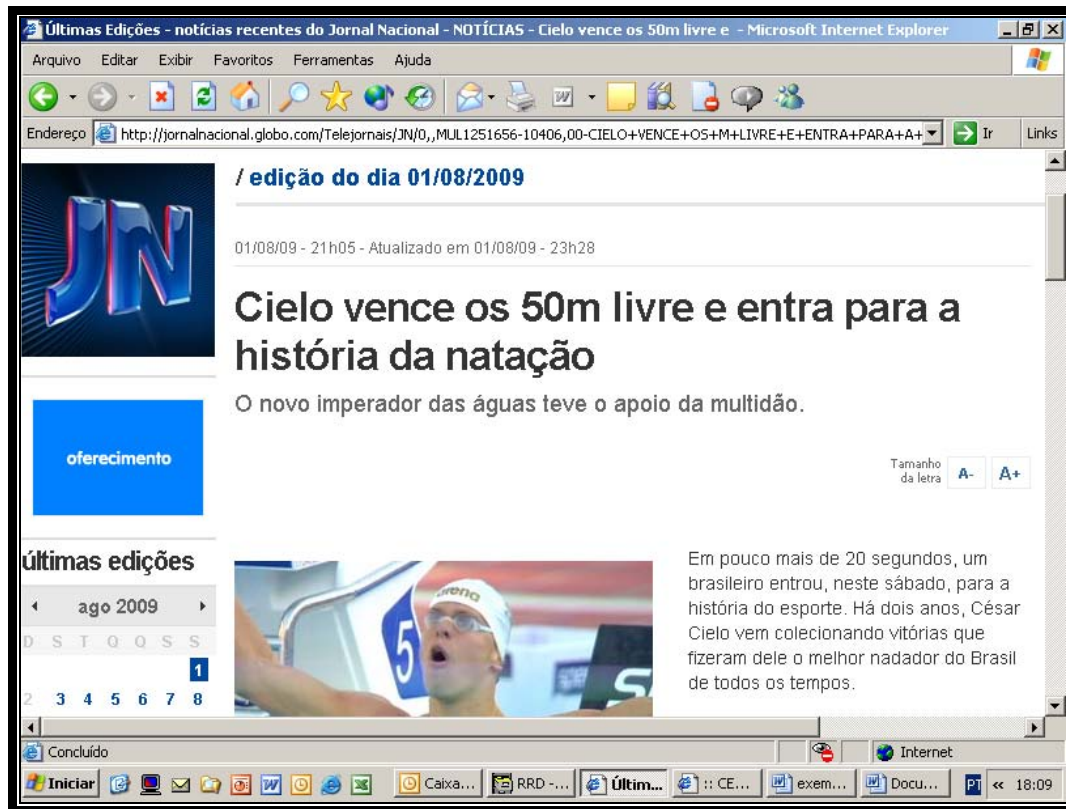 Últimas Edições - notícias recentes do Jornal Nacional - NOTÍCIAS - Cielo vence os 50m livre e - Microsoft Internet Explorer
Arquivo Editar Exibir Favoritos Ferramentas Ajuda
Endereço http://jornalnacional.globo.com/Telejornais/JN/0,,MUL1251656-10406,00-CIELO+VENCE+OS+M+LIVRE+E+ENTRA+PARA+A+ Ir Links
JN
/ edição do dia 01/08/2009
01/08/09 - 21h05 - Atualizado em 01/08/09 - 23h28
Cielo vence os 50m livre e entra para a
história da natação
O novo imperador das águas teve o apoio da multidão.
oferecimento
Tamanho
da letra A- A+
últimas edições
ago 2009
D S T Q Q S S
1
2 3 4 5 6 7 8
arena
5
Em pouco mais de 20 segundos, um
brasileiro entrou, neste sábado, para a
história do esporte. Há dois anos, César
Cielo vem colecionando vitórias que
fizeram dele o melhor nadador do Brasil
de todos os tempos.
Concluído Internet
Iniciar Caixa... RRD -... Últim... :: CE... exem... Docu... PT « 18:09